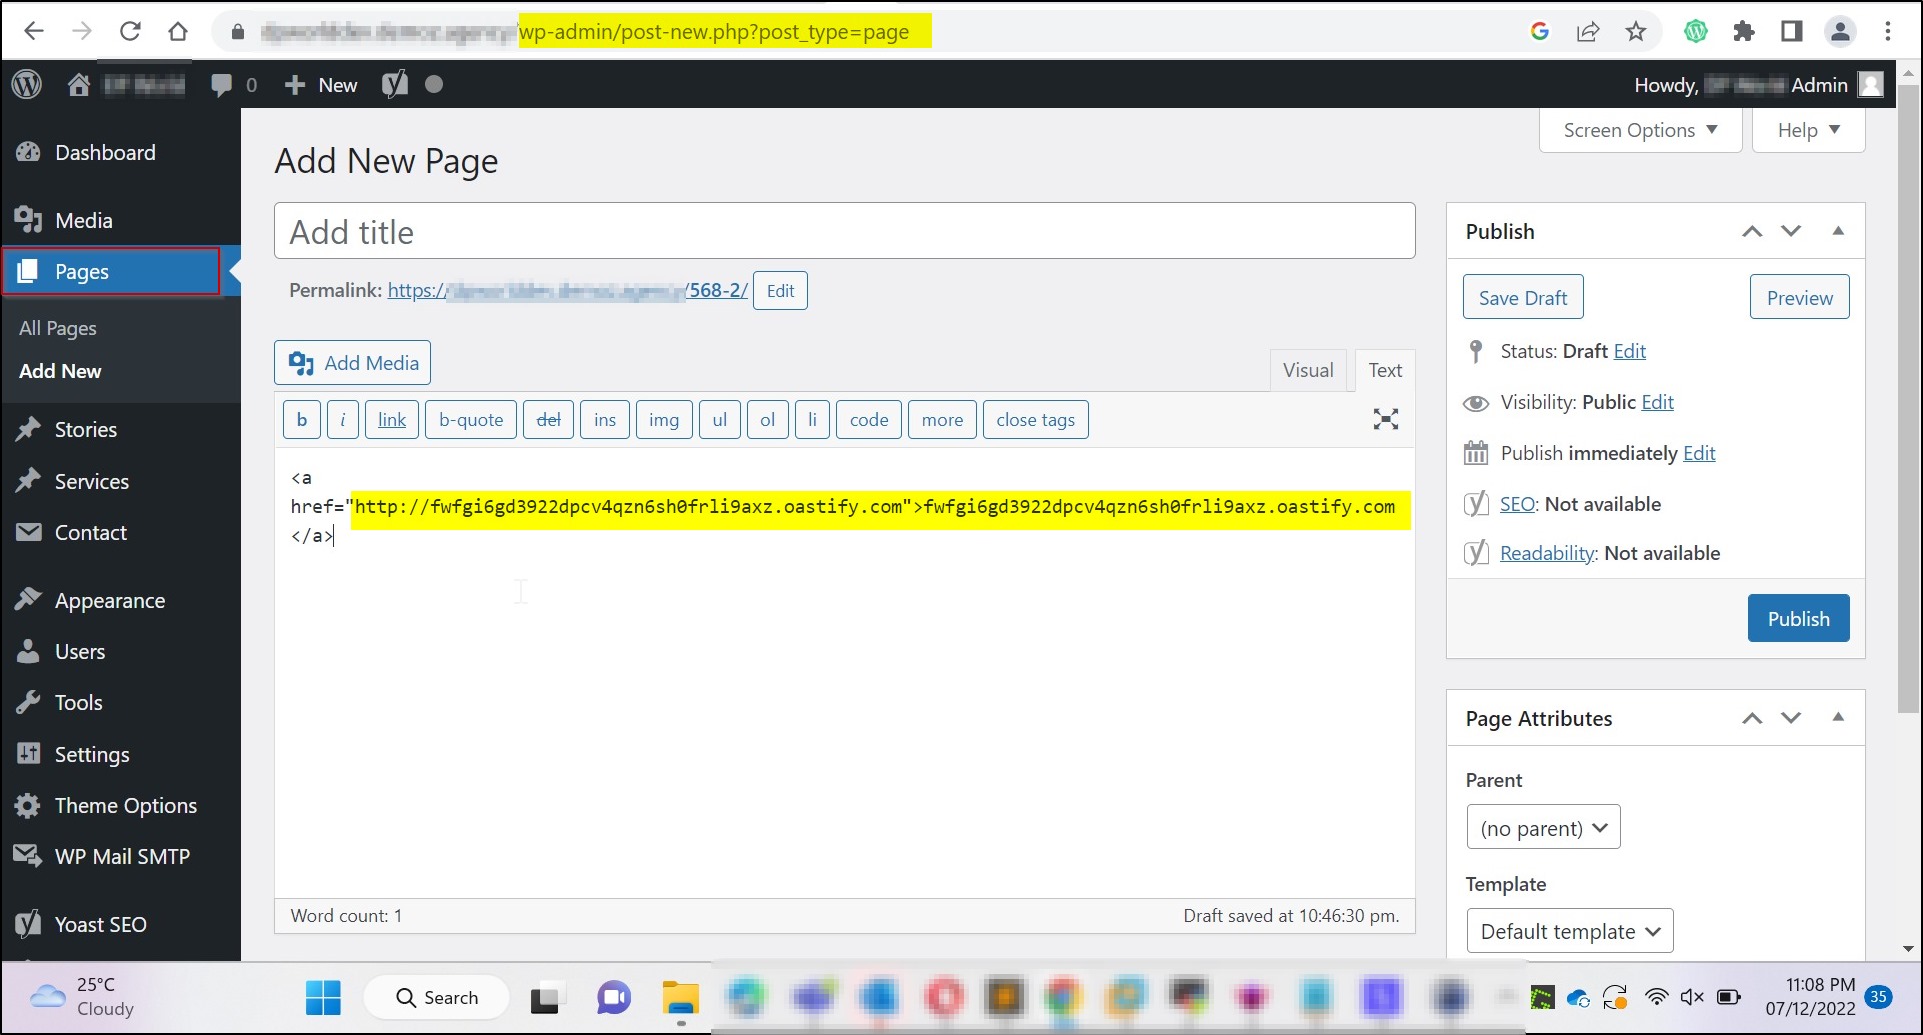 wp-admin/post-new.php?post_type=page
0
New
Howdy,
Admin
Screen Options
Help
Dashboard
Media
Pages
All Pages
Add New
Stories
Services
Contact
Appearance
Users
Tools
Settings
Theme Options
WP Mail SMTP
Yoast SEO
Add New Page
Add title
Permalink: https://
/568-2/
Edit
Add Media
Visual
Text
b
i
link
b-quote
del
ins
img
ul
ol
li
code
more
close tags
<a
href="http://fwfgi6gd3922dpcv4qzn6sh0frli9axz.oastify.com">fwfgi6gd3922dpcv4qzn6sh0frli9axz.oastify.com
</a>
Word count: 1
Draft saved at 10:46:30 pm.
Publish
Save Draft
Preview
Status: Draft Edit
Visibility: Public Edit
Publish immediately Edit
SEO: Not available
Readability: Not available
Publish
Page Attributes
Parent
(no parent)
Template
Default template
25°C
Cloudy
Search
11:08 PM
07/12/2022
35